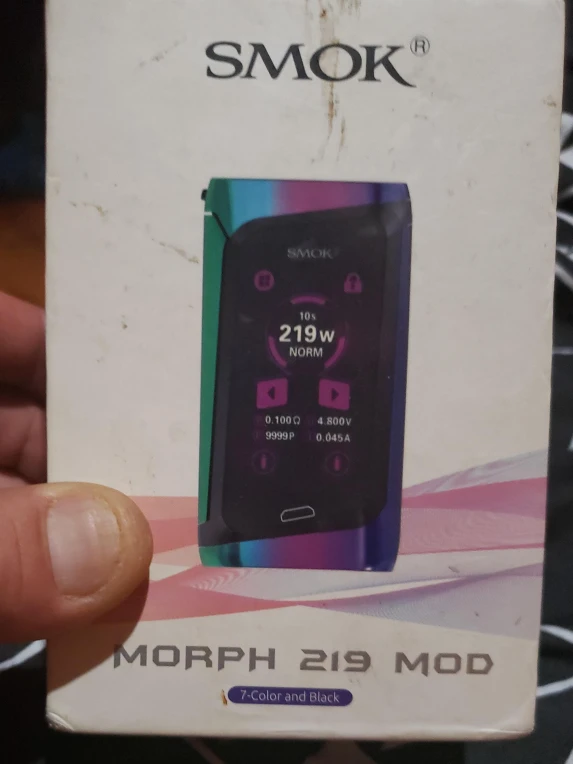 SMOK®
SMOK
10s
219W
NORM
0.100Ω 4.800V
9999P 0.045A
MORPH 219 MOD
7-Color and Black